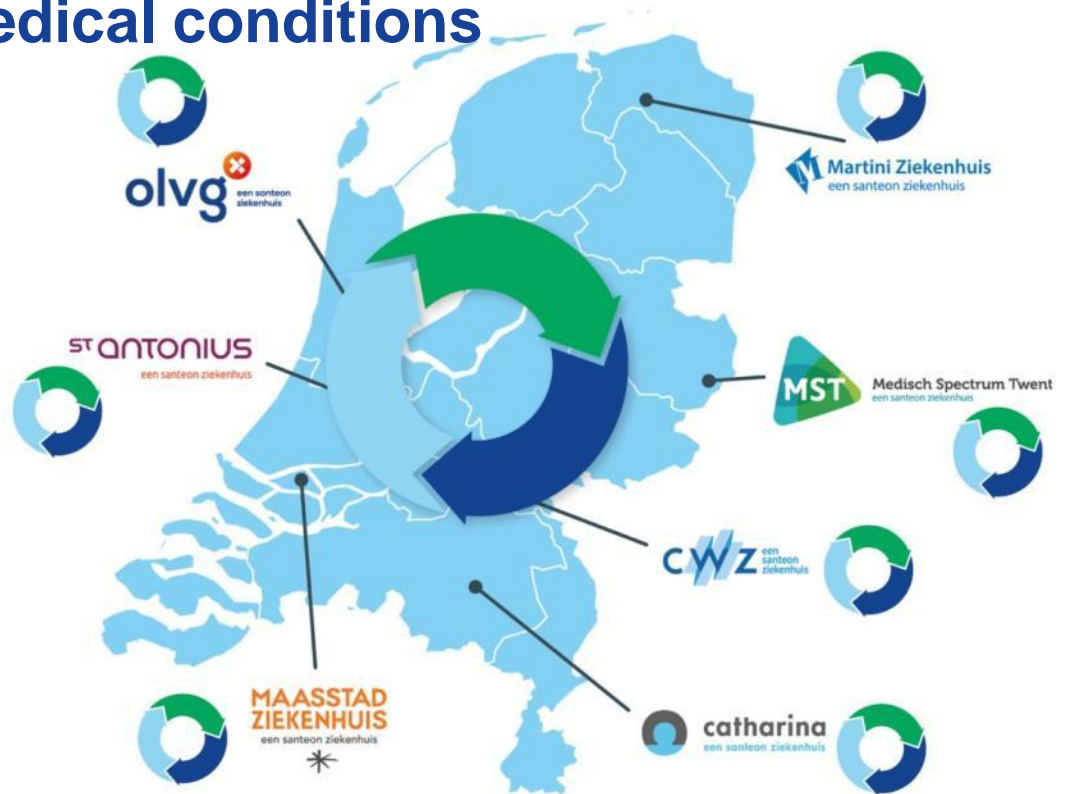 edical conditions
olvg
een santeon
ziekenhuis
M
Martini Ziekenhuis
een santeon ziekenhuis
ST ANTONIUS
een santeon ziekenhuis
MST
Medisch Spectrum Twent
een santeon ziekenhuis
CWZ
een
santeon
ziekenhuis
MAASSTAD
ZIEKENHUIS
een santeon ziekenhuis
catharina
een santeon ziekenhuis